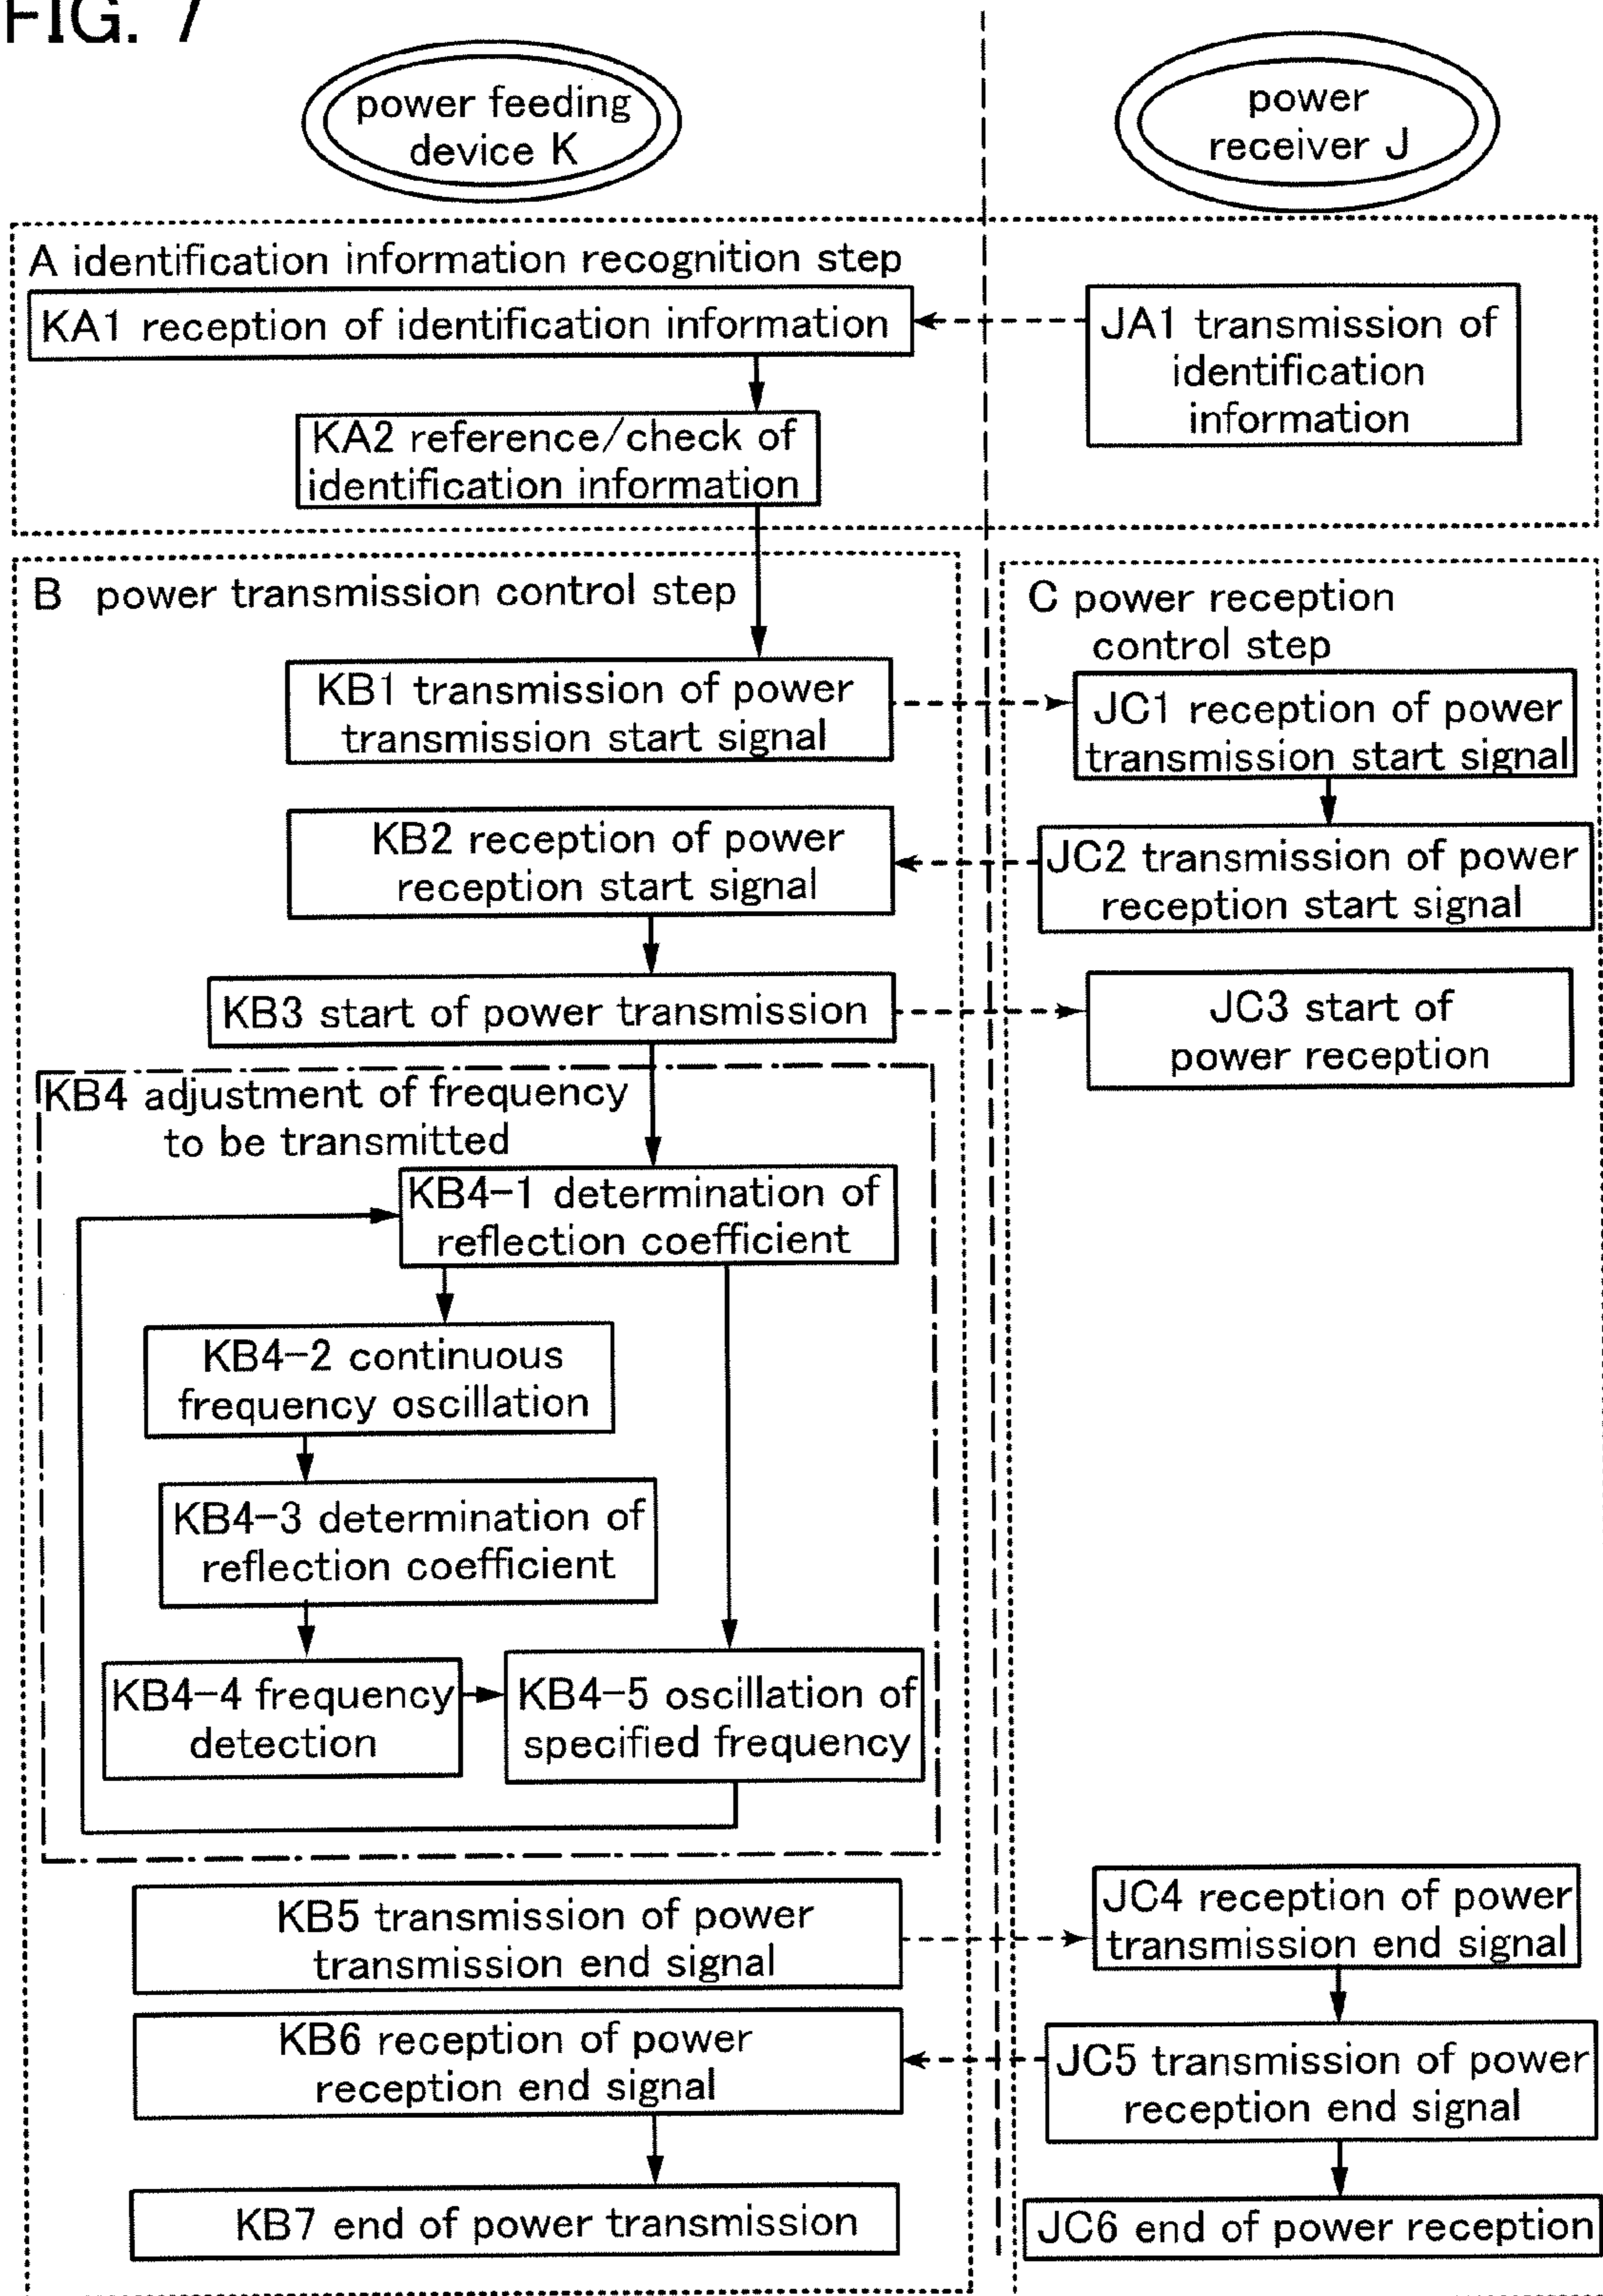 FIG. 7
power feeding
device K
power
receiver J
A identification information recognition step
KA1 reception of identification information
JA1 transmission of
identification
information
KA2 reference/check of
identification information
B power transmission control step
C power reception
control step
KB1 transmission of power
transmission start signal
JC1 reception of power
transmission start signal
KB2 reception of power
reception start signal
JC2 transmission of power
reception start signal
KB3 start of power transmission
JC3 start of
power reception
KB4 adjustment of frequency
to be transmitted
KB4-1 determination of
reflection coefficient
KB4-2 continuous
frequency oscillation
KB4-3 determination of
reflection coefficient
KB4-4 frequency
detection
KB4-5 oscillation of
specified frequency
KB5 transmission of power
transmission end signal
JC4 reception of power
transmission end signal
KB6 reception of power
reception end signal
JC5 transmission of power
reception end signal
KB7 end of power transmission
JC6 end of power reception